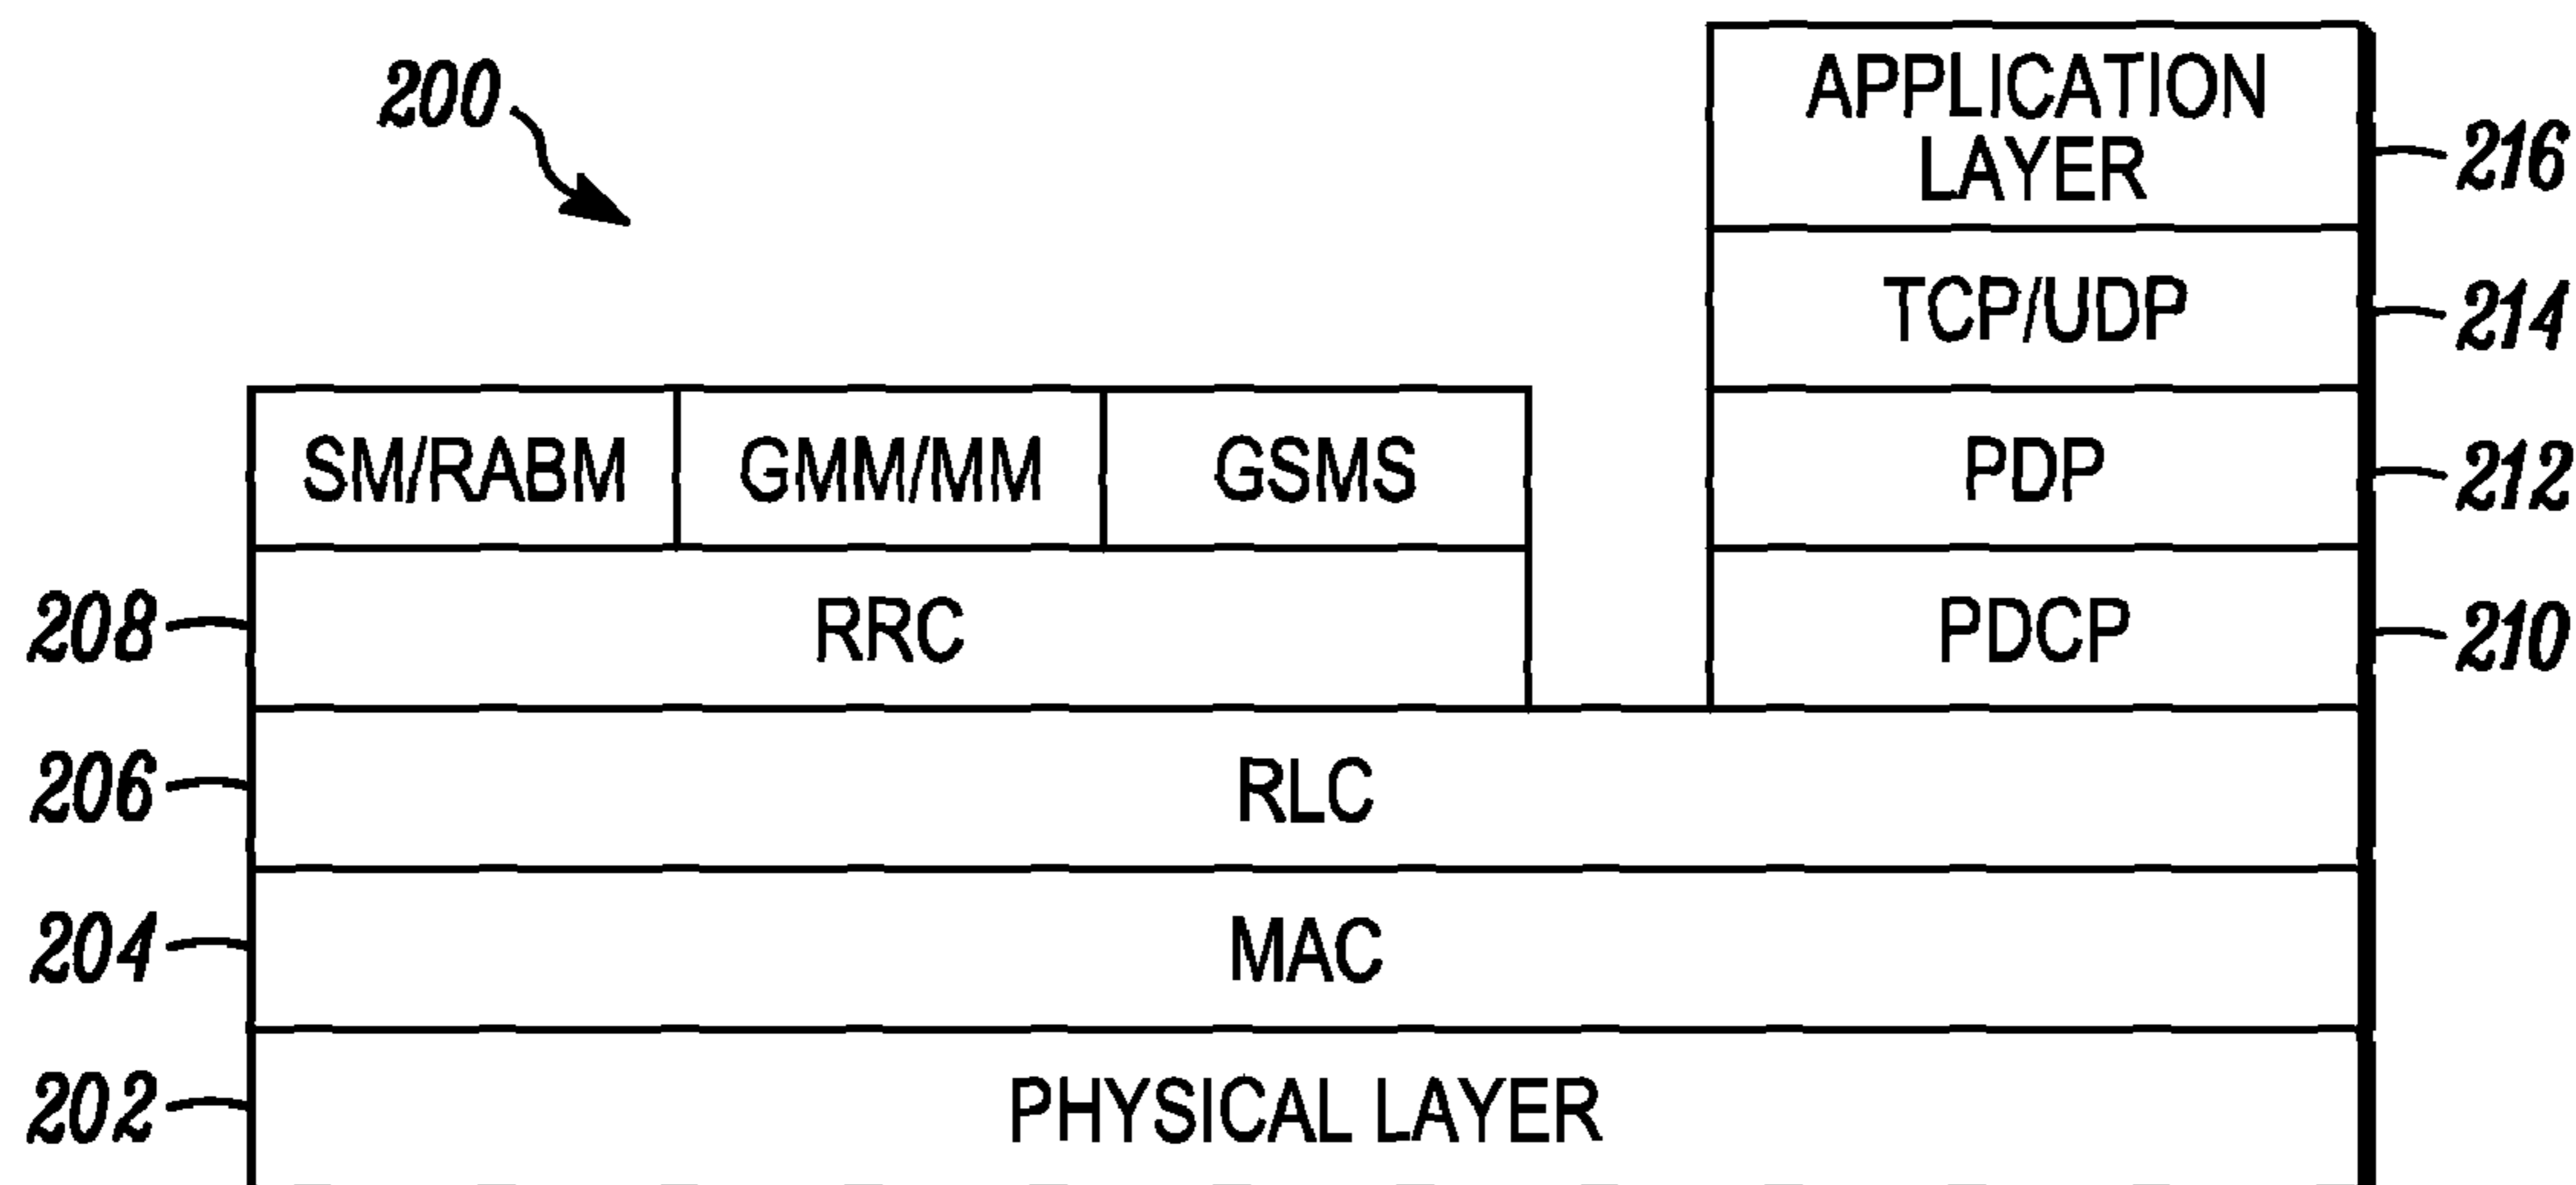 200
APPLICATION
LAYER
216
TCP/UDP
214
SM/RABM GMM/MM GSMS
PDP
212
208
RRC
PDCP
210
206
RLC
204
MAC
202
PHYSICAL LAYER